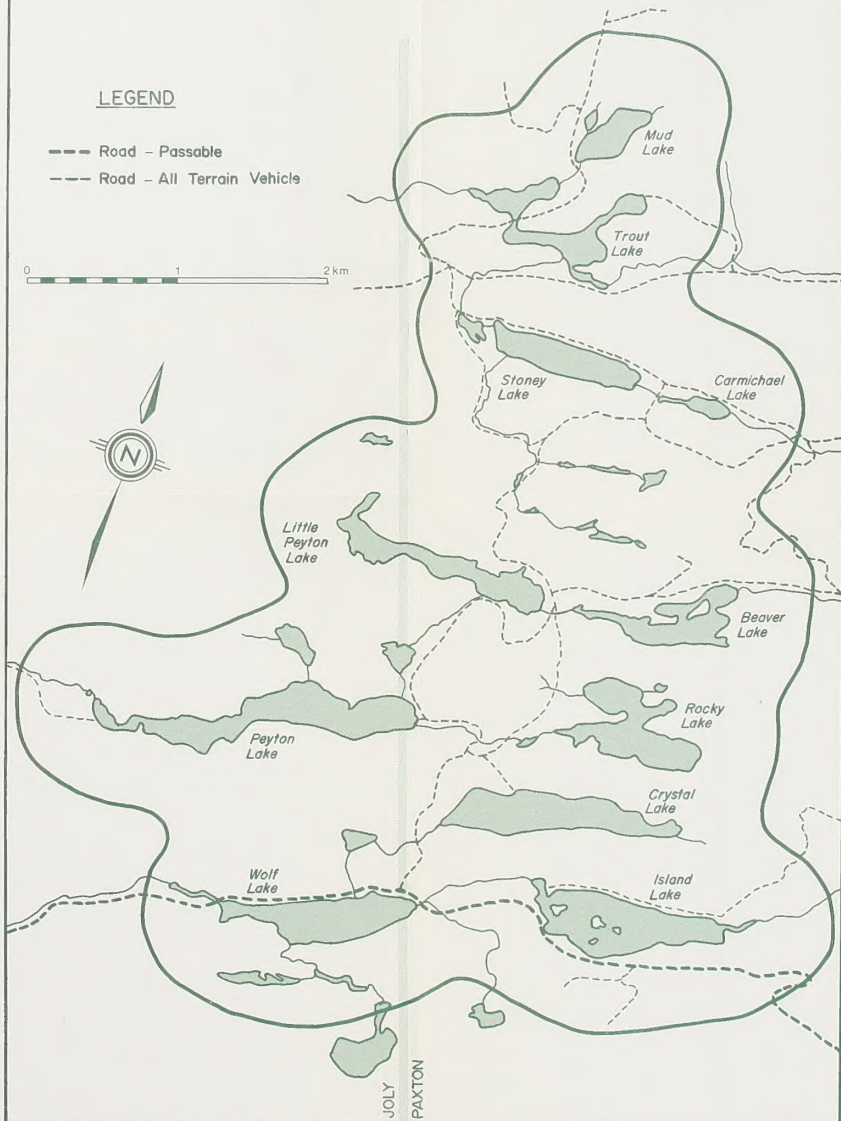 LEGEND
Road - Passable
Road - All Terrain Vehicle
0 1 2 km.
N
Mud
Lake
Trout
Lake
Stoney
Lake
Carmichael
Lake
Little
Peyton
Lake
Beaver
Lake
Rocky
Lake
Peyton
Lake
Crystal
Lake
Wolf
Lake
Island
Lake
JOLY
PAXTON